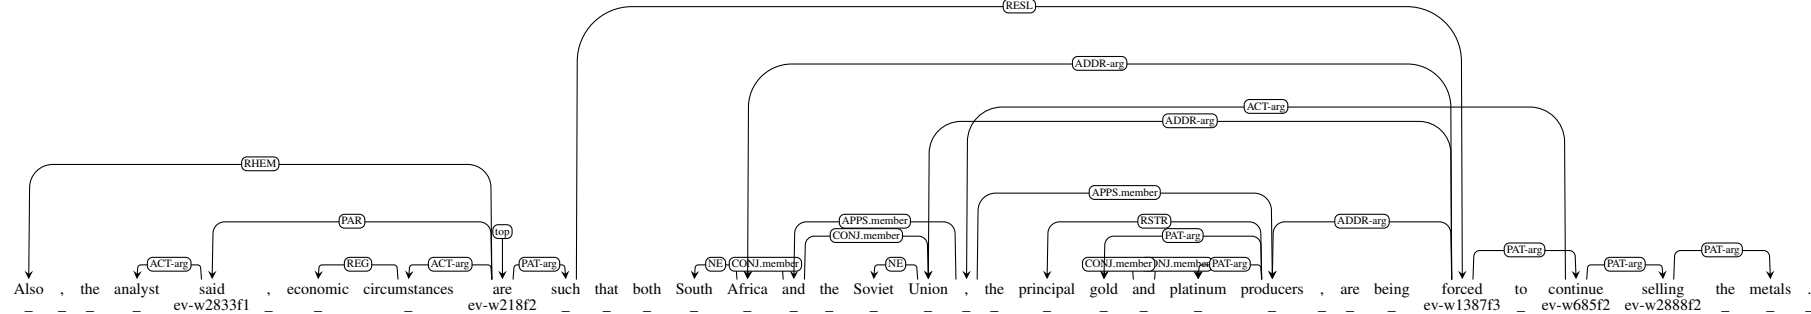 RESL
ADDR-arg
ACT-arg
ADDR-arg
RHEM
APPS.member
PAR APPS.member RSTR ADDR-arg
top CONJ.member PAT-arg
PAT-arg
ACT-arg REG ACT-arg PAT-arg NE CONJ.member NE CONJ.member PAT-arg PAT-arg PAT-arg
Also , the analyst said , economic circumstances are such that both South Africa and the Soviet Union , the principal gold and platinum producers , are being forced to continue selling the metals .
_ _ _ _ ev-w2833f1 _ _ _ ev-w218f2 _ _ _ _ _ _ _ _ _ _ _ _ _ _ _ _ _ _ _ ev-w1387f3 _ ev-w685f2 ev-w2888f2 _ _ _